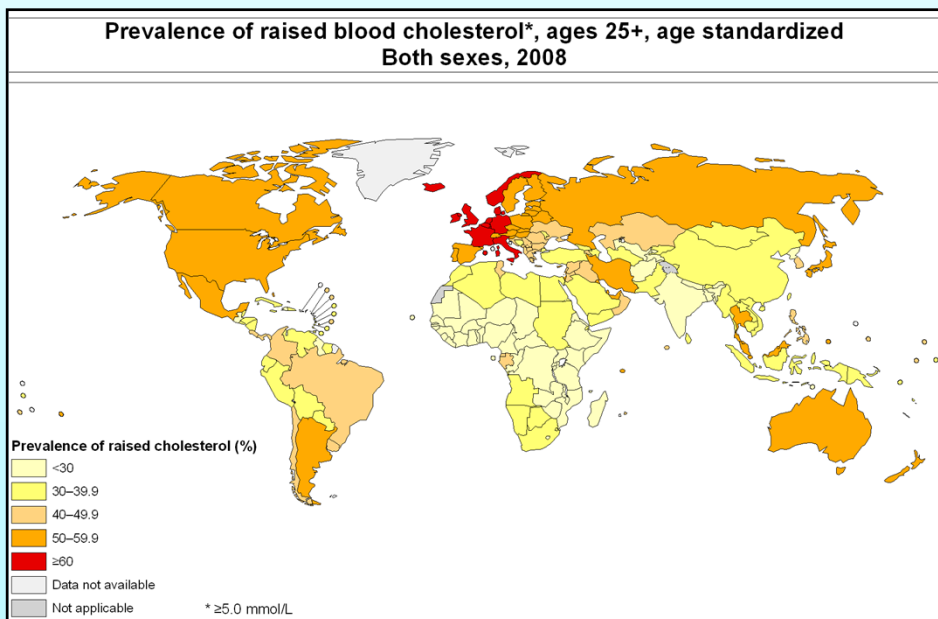 Prevalence of raised blood cholesterol*, ages 25+, age standardized
Both sexes, 2008
Prevalence of raised cholesterol (%)
<30
30–39.9
40–49.9
50–59.9
≥60
Data not available
Not applicable
* ≥5.0 mmol/L